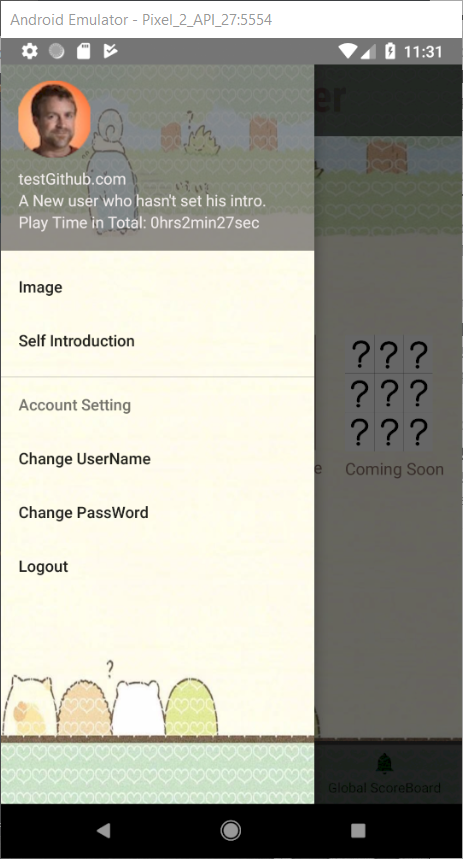 Android Emulator - Pixel_2_API_27:5554
11:31
er
testGithub.com
A New user who hasn't set his intro.
Play Time in Total: 0hrs2min27sec
?
Image
Self Introduction
? ? ?
? ? ?
? ? ?
Account Setting
e
Coming Soon
Change UserName
Change PassWord
Logout
?
Global ScoreBoard